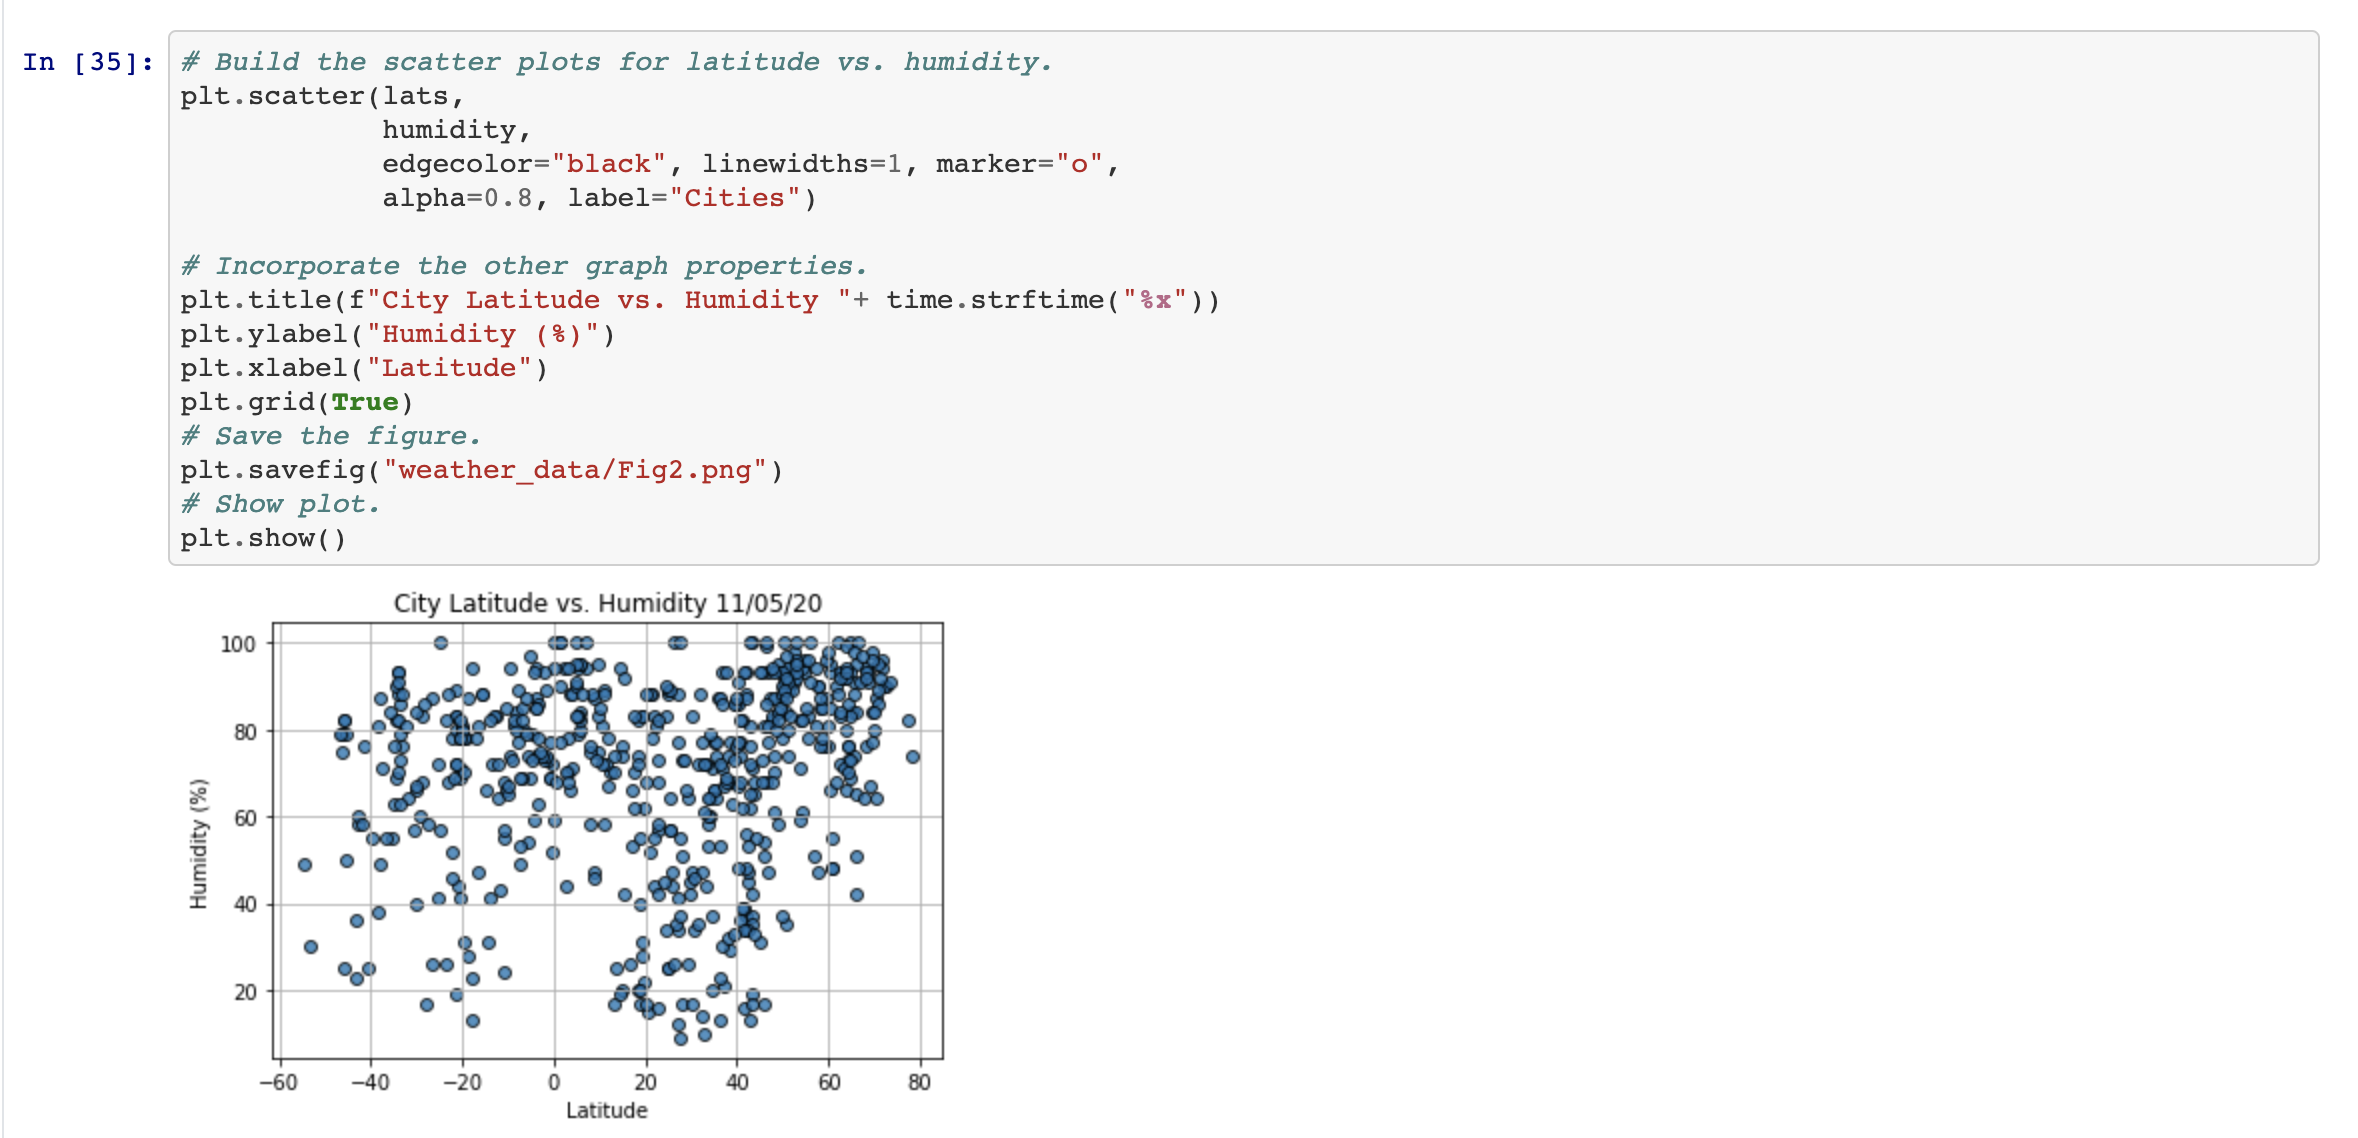 In [35]:
# Build the scatter plots for latitude vs. humidity.
plt.scatter(lats,
            humidity,
            edgecolor="black", linewidths=1, marker="o",
            alpha=0.8, label="Cities")
# Incorporate the other graph properties.
plt.title(f"City Latitude vs. Humidity "+ time.strftime("%x"))
plt.ylabel("Humidity (%)")
plt.xlabel("Latitude")
plt.grid(True)
# Save the figure.
plt.savefig("weather_data/Fig2.png")
# Show plot.
plt.show()
City Latitude vs. Humidity 11/05/20
100
80
60
40
20
Humidity (%)
−60 −40 −20 0 20 40 60 80
Latitude